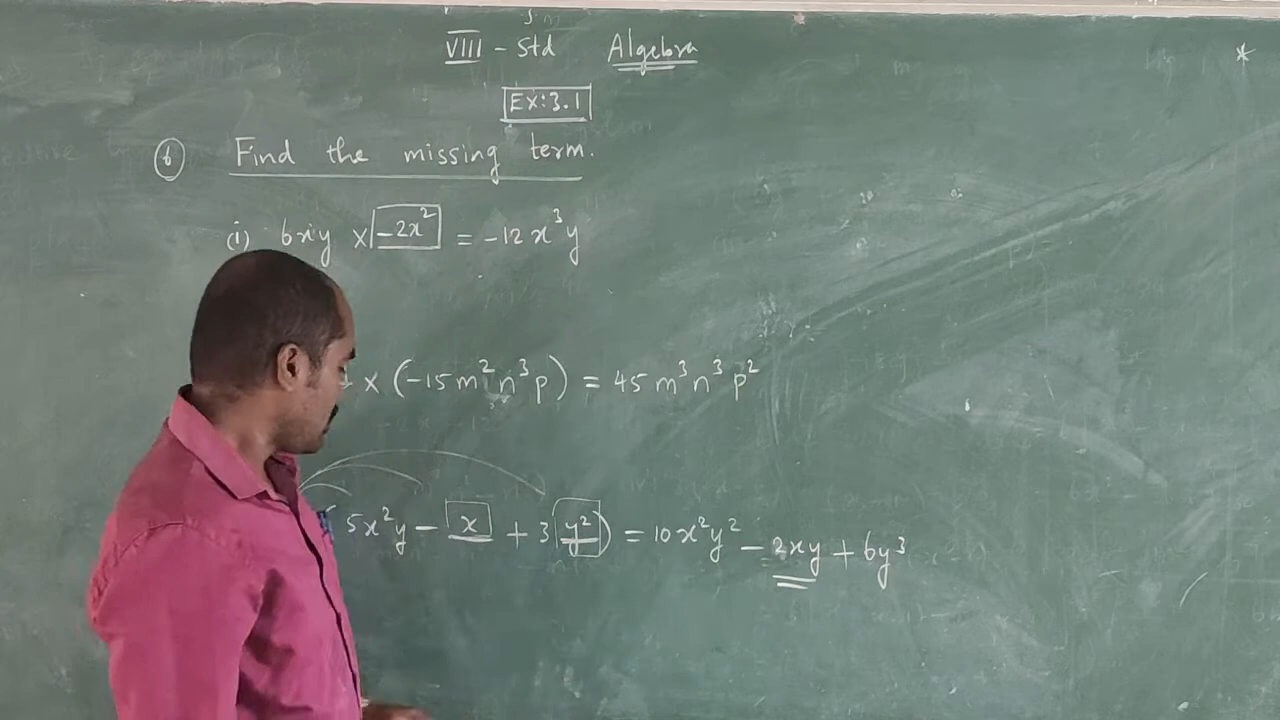 VIII - Std Algebra
Ex: 3.1
6 Find the missing term.
(i) 6xy × -2x² = -12x³y
× (-15m²n³p) = 45m³n³p²
5x²y - x + 3 y²) = 10x²y² - 2xy + 6y³